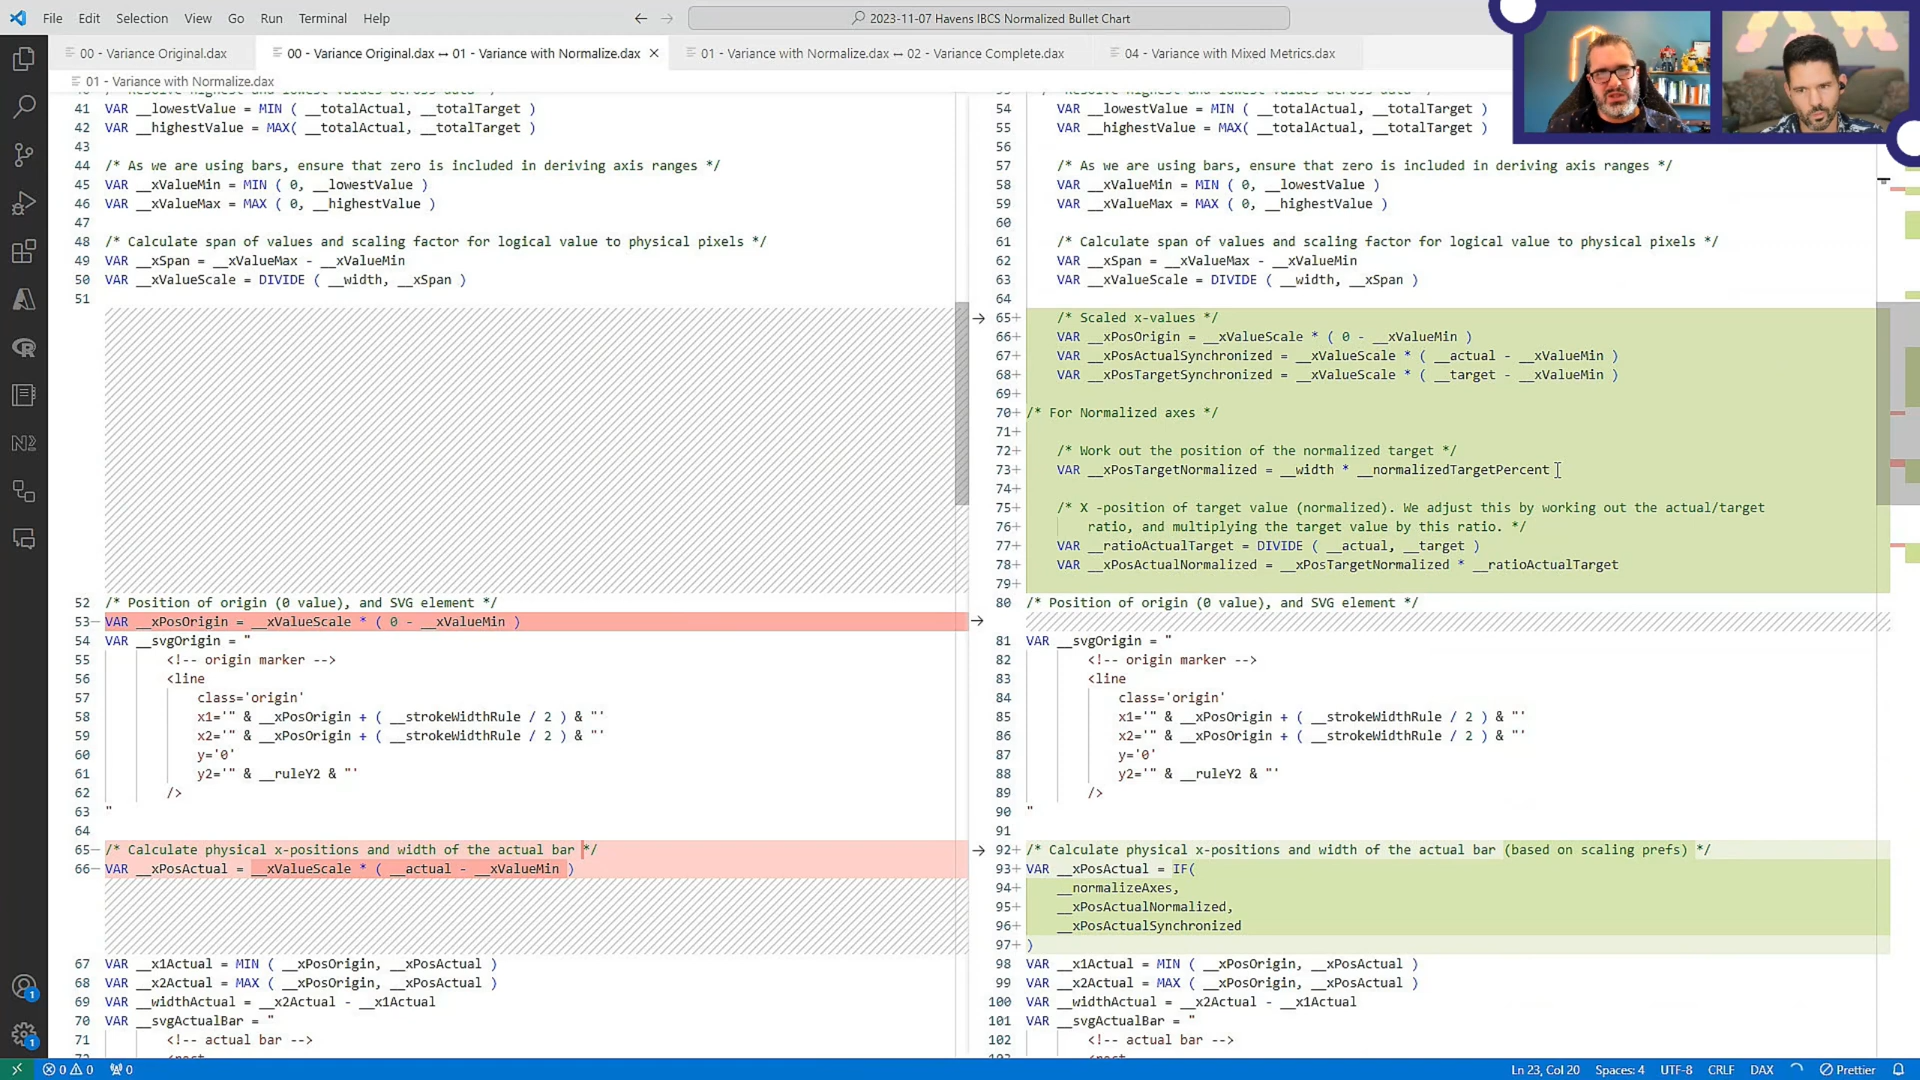 File Edit Selection View Go Run Terminal Help
2023-11-07 Havens IBCS Normalized Bullet Chart
00 - Variance Original.dax
00 - Variance Original.dax ↔ 01 - Variance with Normalize.dax
01 - Variance with Normalize.dax ↔ 02 - Variance Complete.dax
04 - Variance with Mixed Metrics.dax
01 - Variance with Normalize.dax
41 VAR __lowestValue = MIN ( __totalActual, __totalTarget )
42 VAR __highestValue = MAX( __totalActual, __totalTarget )
43
44 /* As we are using bars, ensure that zero is included in deriving axis ranges */
45 VAR __xValueMin = MIN ( 0, __lowestValue )
46 VAR __xValueMax = MAX ( 0, __highestValue )
47
48 /* Calculate span of values and scaling factor for logical value to physical pixels */
49 VAR __xSpan = __xValueMax - __xValueMin
50 VAR __xValueScale = DIVIDE ( __width, __xSpan )
51
52 /* Position of origin (0 value), and SVG element */
53− VAR __xPosOrigin = __xValueScale * ( 0 - __xValueMin )
54 VAR __svgOrigin = "
55 <!-- origin marker -->
56 <line
57 class='origin'
58 x1='" & __xPosOrigin + ( __strokeWidthRule / 2 ) & "'
59 x2='" & __xPosOrigin + ( __strokeWidthRule / 2 ) & "'
60 y='0'
61 y2='" & __ruleY2 & "'
62 />
63 "
64
65− /* Calculate physical x-positions and width of the actual bar */
66− VAR __xPosActual = __xValueScale * ( __actual - __xValueMin )
67 VAR __x1Actual = MIN ( __xPosOrigin, __xPosActual )
68 VAR __x2Actual = MAX ( __xPosOrigin, __xPosActual )
69 VAR __widthActual = __x2Actual - __x1Actual
70 VAR __svgActualBar = "
71 <!-- actual bar -->
54 VAR __lowestValue = MIN ( __totalActual, __totalTarget )
55 VAR __highestValue = MAX( __totalActual, __totalTarget )
56
57 /* As we are using bars, ensure that zero is included in deriving axis ranges */
58 VAR __xValueMin = MIN ( 0, __lowestValue )
59 VAR __xValueMax = MAX ( 0, __highestValue )
60
61 /* Calculate span of values and scaling factor for logical value to physical pixels */
62 VAR __xSpan = __xValueMax - __xValueMin
63 VAR __xValueScale = DIVIDE ( __width, __xSpan )
64
65+ /* Scaled x-values */
66+ VAR __xPosOrigin = __xValueScale * ( 0 - __xValueMin )
67+ VAR __xPosActualSynchronized = __xValueScale * ( __actual - __xValueMin )
68+ VAR __xPosTargetSynchronized = __xValueScale * ( __target - __xValueMin )
69+
70+ /* For Normalized axes */
71+
72+ /* Work out the position of the normalized target */
73+ VAR __xPosTargetNormalized = __width * __normalizedTargetPercent
74+
75+ /* X -position of target value (normalized). We adjust this by working out the actual/target
76+ ratio, and multiplying the target value by this ratio. */
77+ VAR __ratioActualTarget = DIVIDE ( __actual, __target )
78+ VAR __xPosActualNormalized = __xPosTargetNormalized * __ratioActualTarget
79+
80 /* Position of origin (0 value), and SVG element */
81 VAR __svgOrigin = "
82 <!-- origin marker -->
83 <line
84 class='origin'
85 x1='" & __xPosOrigin + ( __strokeWidthRule / 2 ) & "'
86 x2='" & __xPosOrigin + ( __strokeWidthRule / 2 ) & "'
87 y='0'
88 y2='" & __ruleY2 & "'
89 />
90 "
91
92+ /* Calculate physical x-positions and width of the actual bar (based on scaling prefs) */
93+ VAR __xPosActual = IF(
94+ __normalizeAxes,
95+ __xPosActualNormalized,
96+ __xPosActualSynchronized
97+ )
98 VAR __x1Actual = MIN ( __xPosOrigin, __xPosActual )
99 VAR __x2Actual = MAX ( __xPosOrigin, __xPosActual )
100 VAR __widthActual = __x2Actual - __x1Actual
101 VAR __svgActualBar = "
102 <!-- actual bar -->
0 0 0 Ln 23, Col 20 Spaces: 4 UTF-8 CRLF DAX Prettier